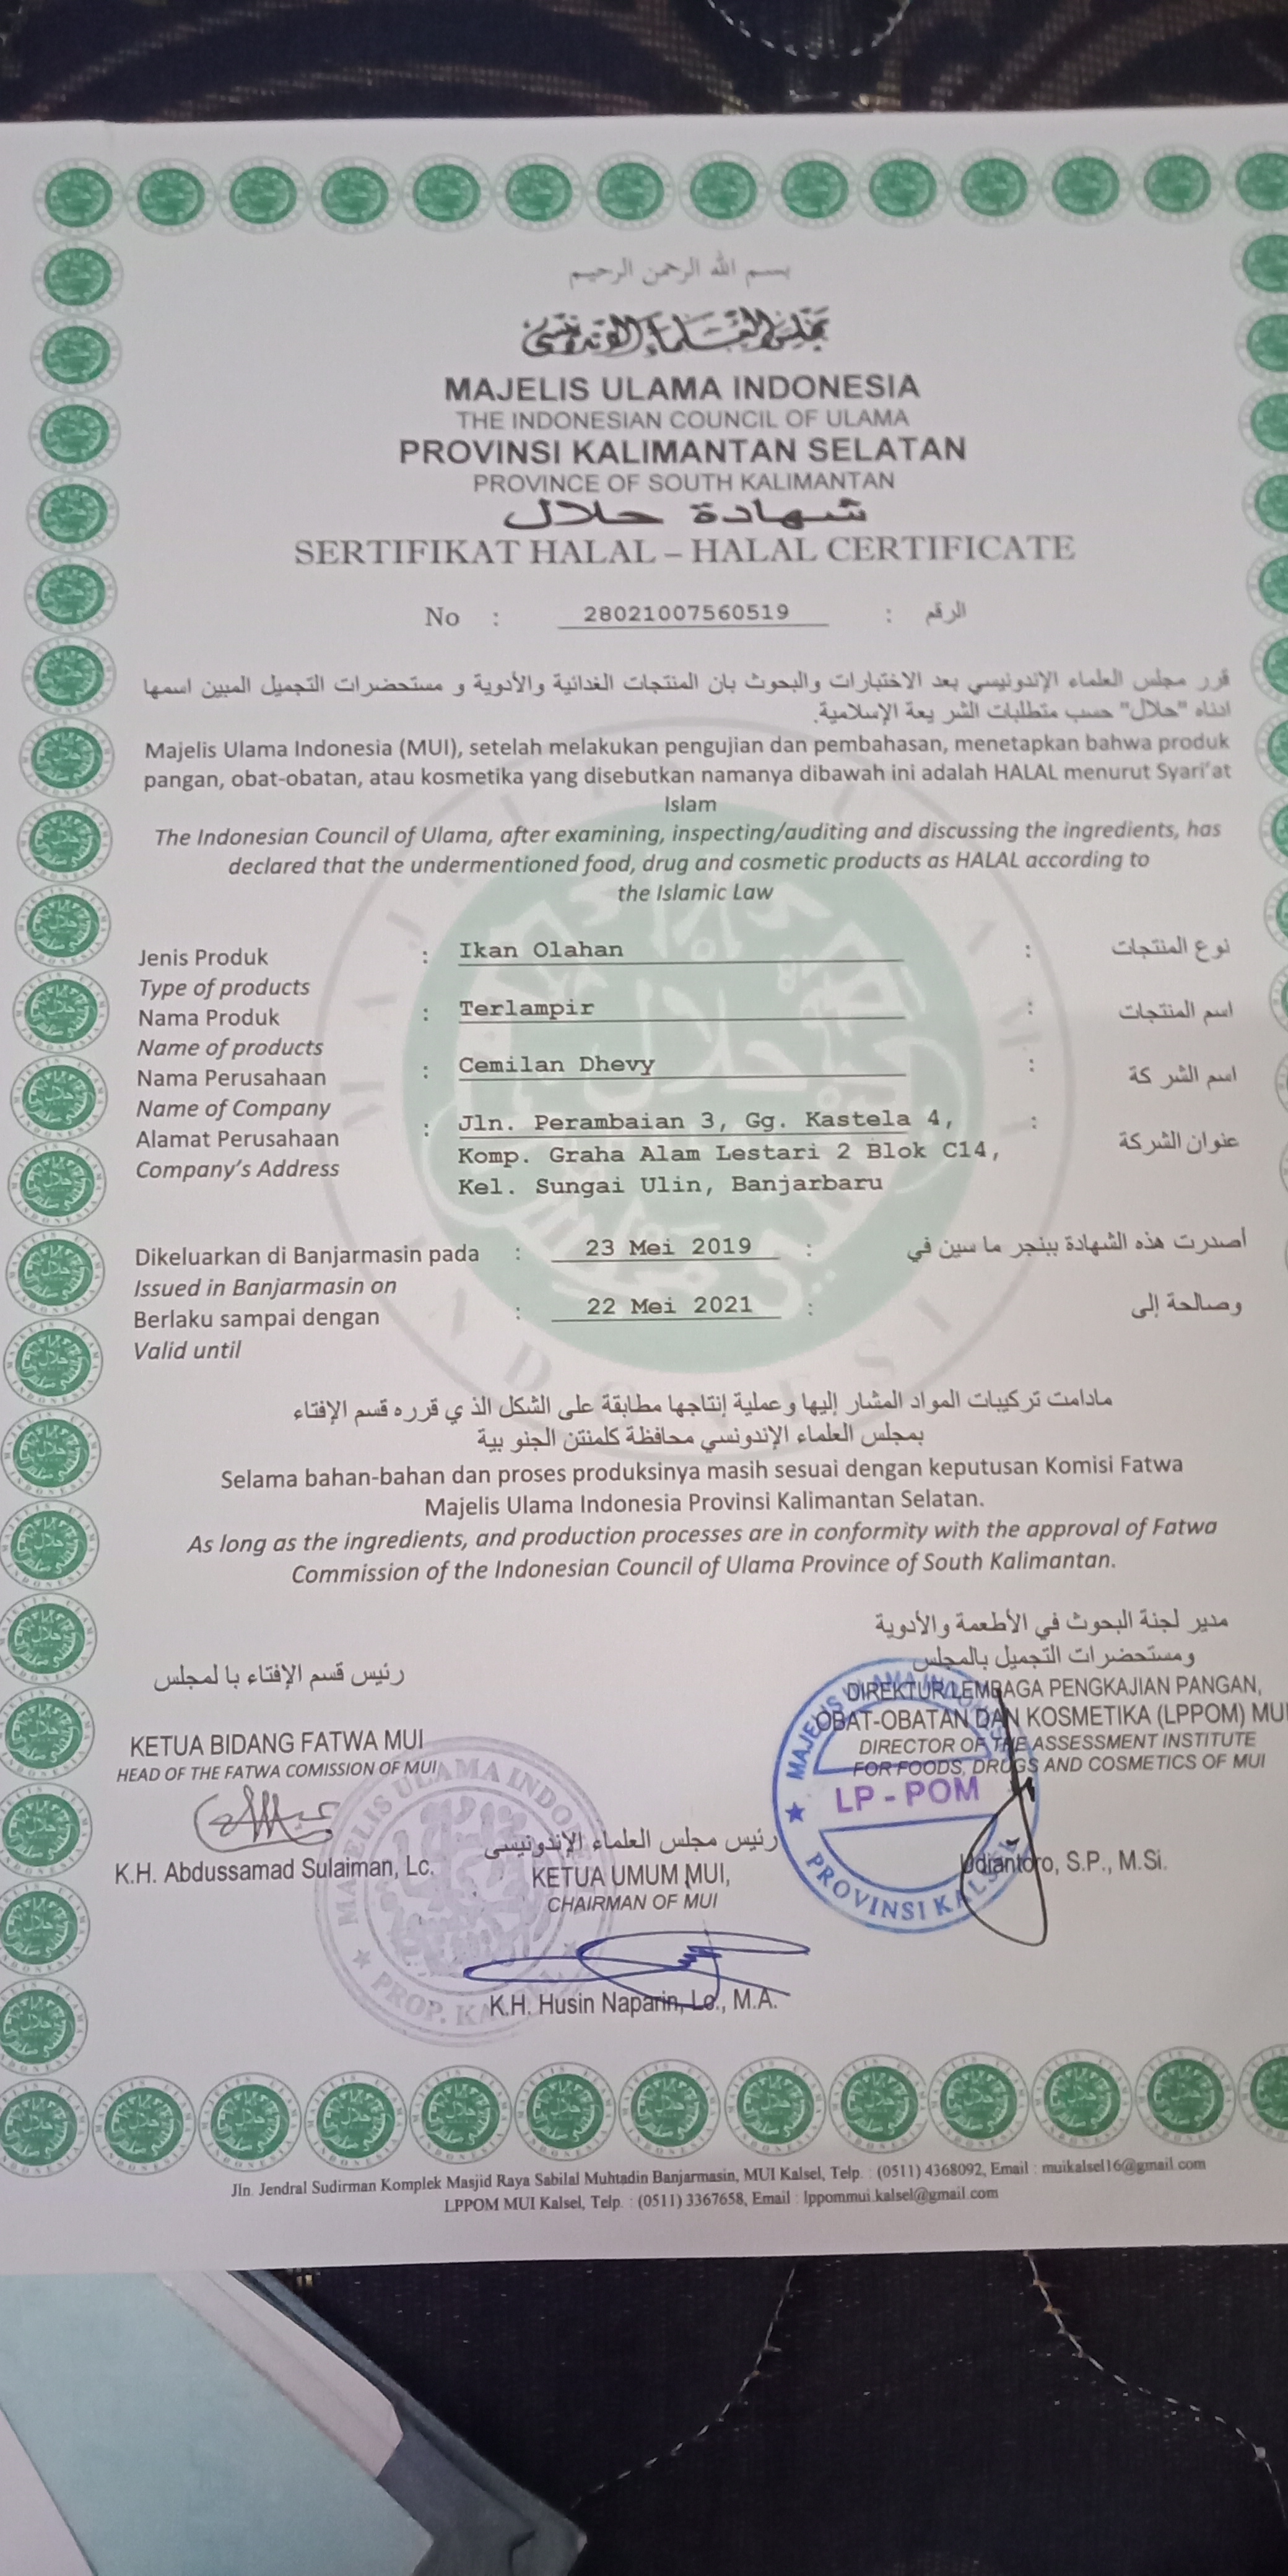 بسم الله الرحمن الرحيم
مجلس العلماء الإندونيسي
MAJELIS ULAMA INDONESIA
THE INDONESIAN COUNCIL OF ULAMA
PROVINSI KALIMANTAN SELATAN
PROVINCE OF SOUTH KALIMANTAN
شهادة حلال
SERTIFIKAT HALAL – HALAL CERTIFICATE
No : 28021007560519 : الرقم
قرر مجلس العلماء الإندونيسي بعد الاختبارات والبحوث بان المنتجات الغدائية والأدوية و مستحضرات التجميل المبين اسمها
ادناه "حلال" حسب متطلبات الشر يعة الإسلامية.
Majelis Ulama Indonesia (MUI), setelah melakukan pengujian dan pembahasan, menetapkan bahwa produk
pangan, obat-obatan, atau kosmetika yang disebutkan namanya dibawah ini adalah HALAL menurut Syari'at
Islam
The Indonesian Council of Ulama, after examining, inspecting/auditing and discussing the ingredients, has
declared that the undermentioned food, drug and cosmetic products as HALAL according to
the Islamic Law
Jenis Produk : Ikan Olahan : نوع المنتجات
Type of products
Nama Produk : Terlampir : اسم المنتجات
Name of products
Nama Perusahaan : Cemilan Dhevy : اسم الشر كة
Name of Company
Alamat Perusahaan : Jln. Perambaian 3, Gg. Kastela 4, : عنوان الشركة
Company's Address Komp. Graha Alam Lestari 2 Blok C14,
Kel. Sungai Ulin, Banjarbaru
Dikeluarkan di Banjarmasin pada : 23 Mei 2019 : أصدرت هذه الشهادة ببنجر ما سين في
Issued in Banjarmasin on
Berlaku sampai dengan : 22 Mei 2021 : وصالحة إلى
Valid until
مادامت تركيبات المواد المشار إليها وعملية إنتاجها مطابقة على الشكل الذ ي قرره قسم الإفتاء
بمجلس العلماء الإندونسي محافظة كلمنتن الجنو بية
Selama bahan-bahan dan proses produksinya masih sesuai dengan keputusan Komisi Fatwa
Majelis Ulama Indonesia Provinsi Kalimantan Selatan.
As long as the ingredients, and production processes are in conformity with the approval of Fatwa
Commission of the Indonesian Council of Ulama Province of South Kalimantan.
مدير لجنة البحوث في الأطعمة والأدوية
ومستحضرات التجميل بالمجلس
DIREKTUR LEMBAGA PENGKAJIAN PANGAN,
OBAT-OBATAN DAN KOSMETIKA (LPPOM) MUI
DIRECTOR OF THE ASSESSMENT INSTITUTE
FOR FOODS, DRUGS AND COSMETICS OF MUI
LP - POM
PROVINSI KALSEL
Udiantoro, S.P., M.Si.
رئيس قسم الإفتاء با لمجلس
KETUA BIDANG FATWA MUI
HEAD OF THE FATWA COMISSION OF MUI
K.H. Abdussamad Sulaiman, Lc.
رئيس مجلس العلماء الإندونيسى
KETUA UMUM MUI,
CHAIRMAN OF MUI
K.H. Husin Naparin, Lc., M.A.
Jln. Jendral Sudirman Komplek Masjid Raya Sabilal Muhtadin Banjarmasin, MUI Kalsel, Telp. : (0511) 4368092, Email : muikalsel16@gmail.com
LPPOM MUI Kalsel, Telp. : (0511) 3367658, Email : lppommui.kalsel@gmail.com